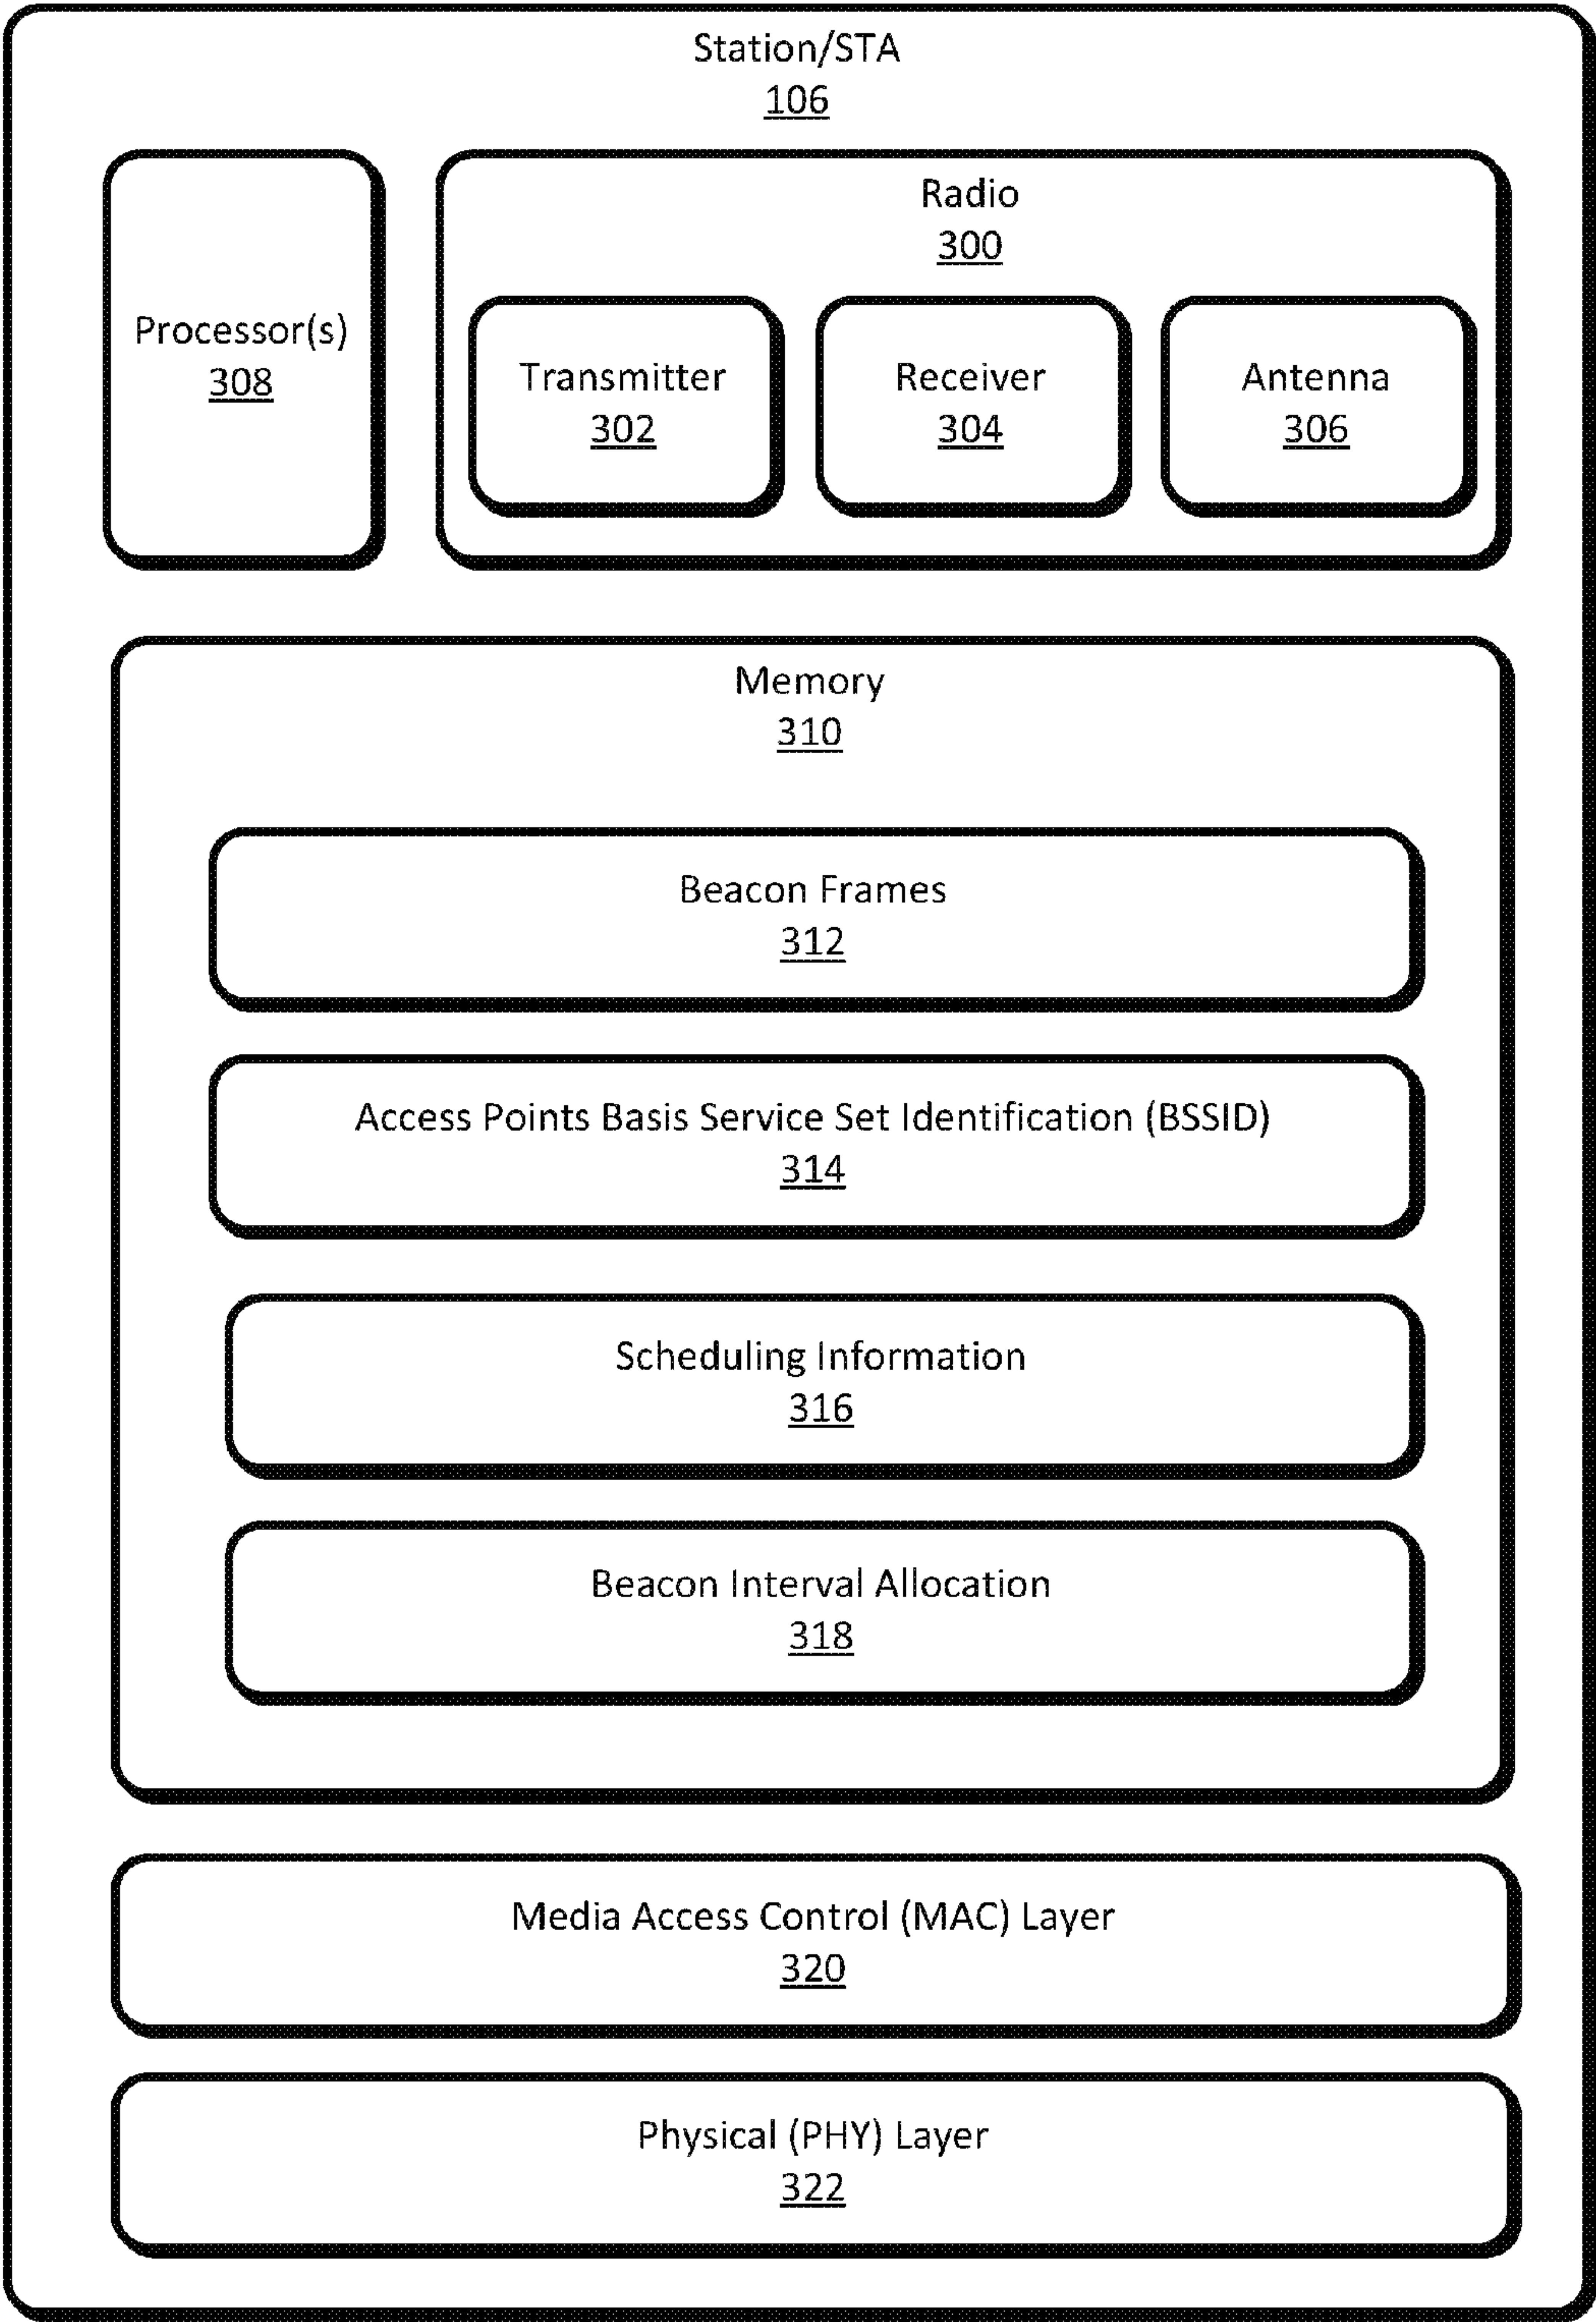 Station/STA
106
Processor(s)
308
Radio
300
Transmitter
302
Receiver
304
Antenna
306
Memory
310
Beacon Frames
312
Access Points Basis Service Set Identification (BSSID)
314
Scheduling Information
316
Beacon Interval Allocation
318
Media Access Control (MAC) Layer
320
Physical (PHY) Layer
322